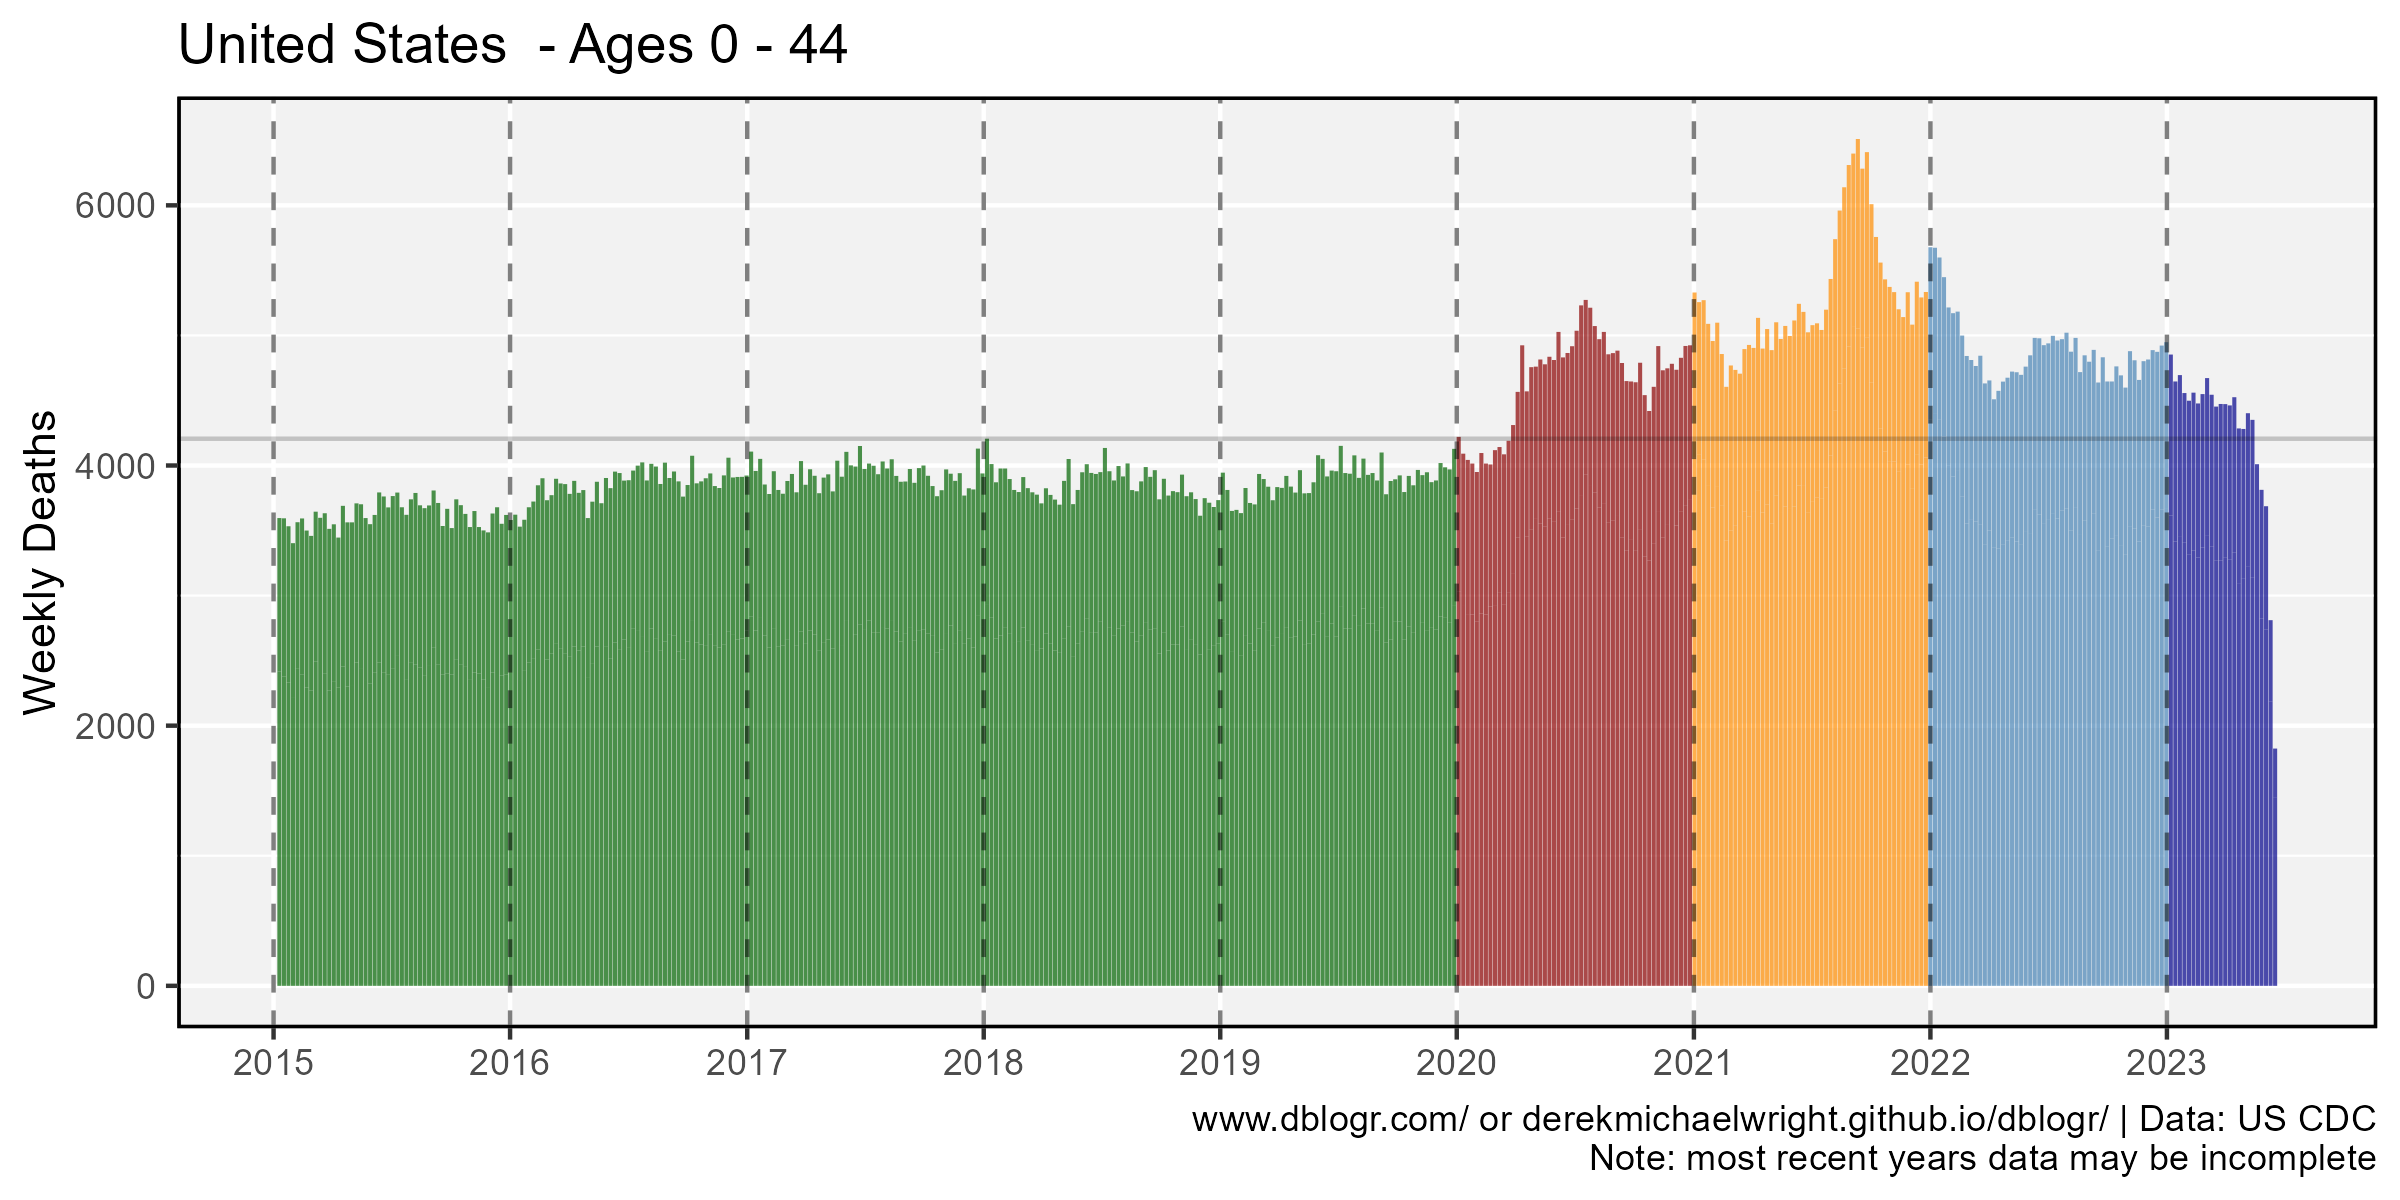 United States  - Ages 0 - 44
Weekly Deaths
6000
4000
2000
0
2015 2016 2017 2018 2019 2020 2021 2022 2023
www.dblogr.com/ or derekmichaelwright.github.io/dblogr/ | Data: US CDC
Note: most recent years data may be incomplete